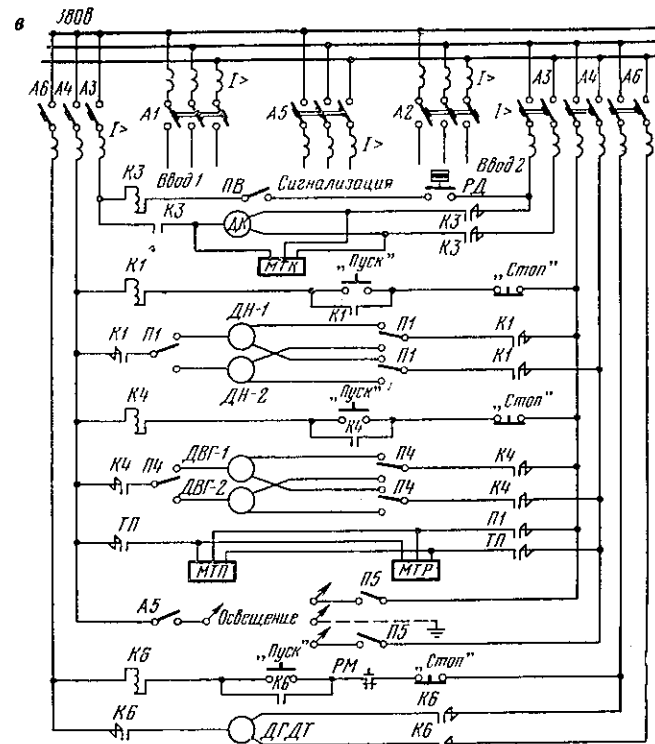 в
380В
А6 А4 А3
А1
I>
I>
А5
I>
А2
I>
I>
А3 А4 А6
Ввод 1
Ввод 2
К3
ПВ
Сигнализация
РД
К3
ДК
К3
К3
МТК
К1
„Пуск"
К1
„Стоп"
К1
П1
ДН-1
П1
К1
П1
К1
ДН-2
К4
„Пуск"
К4
„Стоп"
К4
П4
ДВГ-1
К4
ДВГ-2
П4
К4
ТП
П1
ТП
МТП
МТР
А5
Освещение
П5
П5
К6
„Пуск"
К6
РМ
„Стоп"
К6
К6
ДГДТ
К6